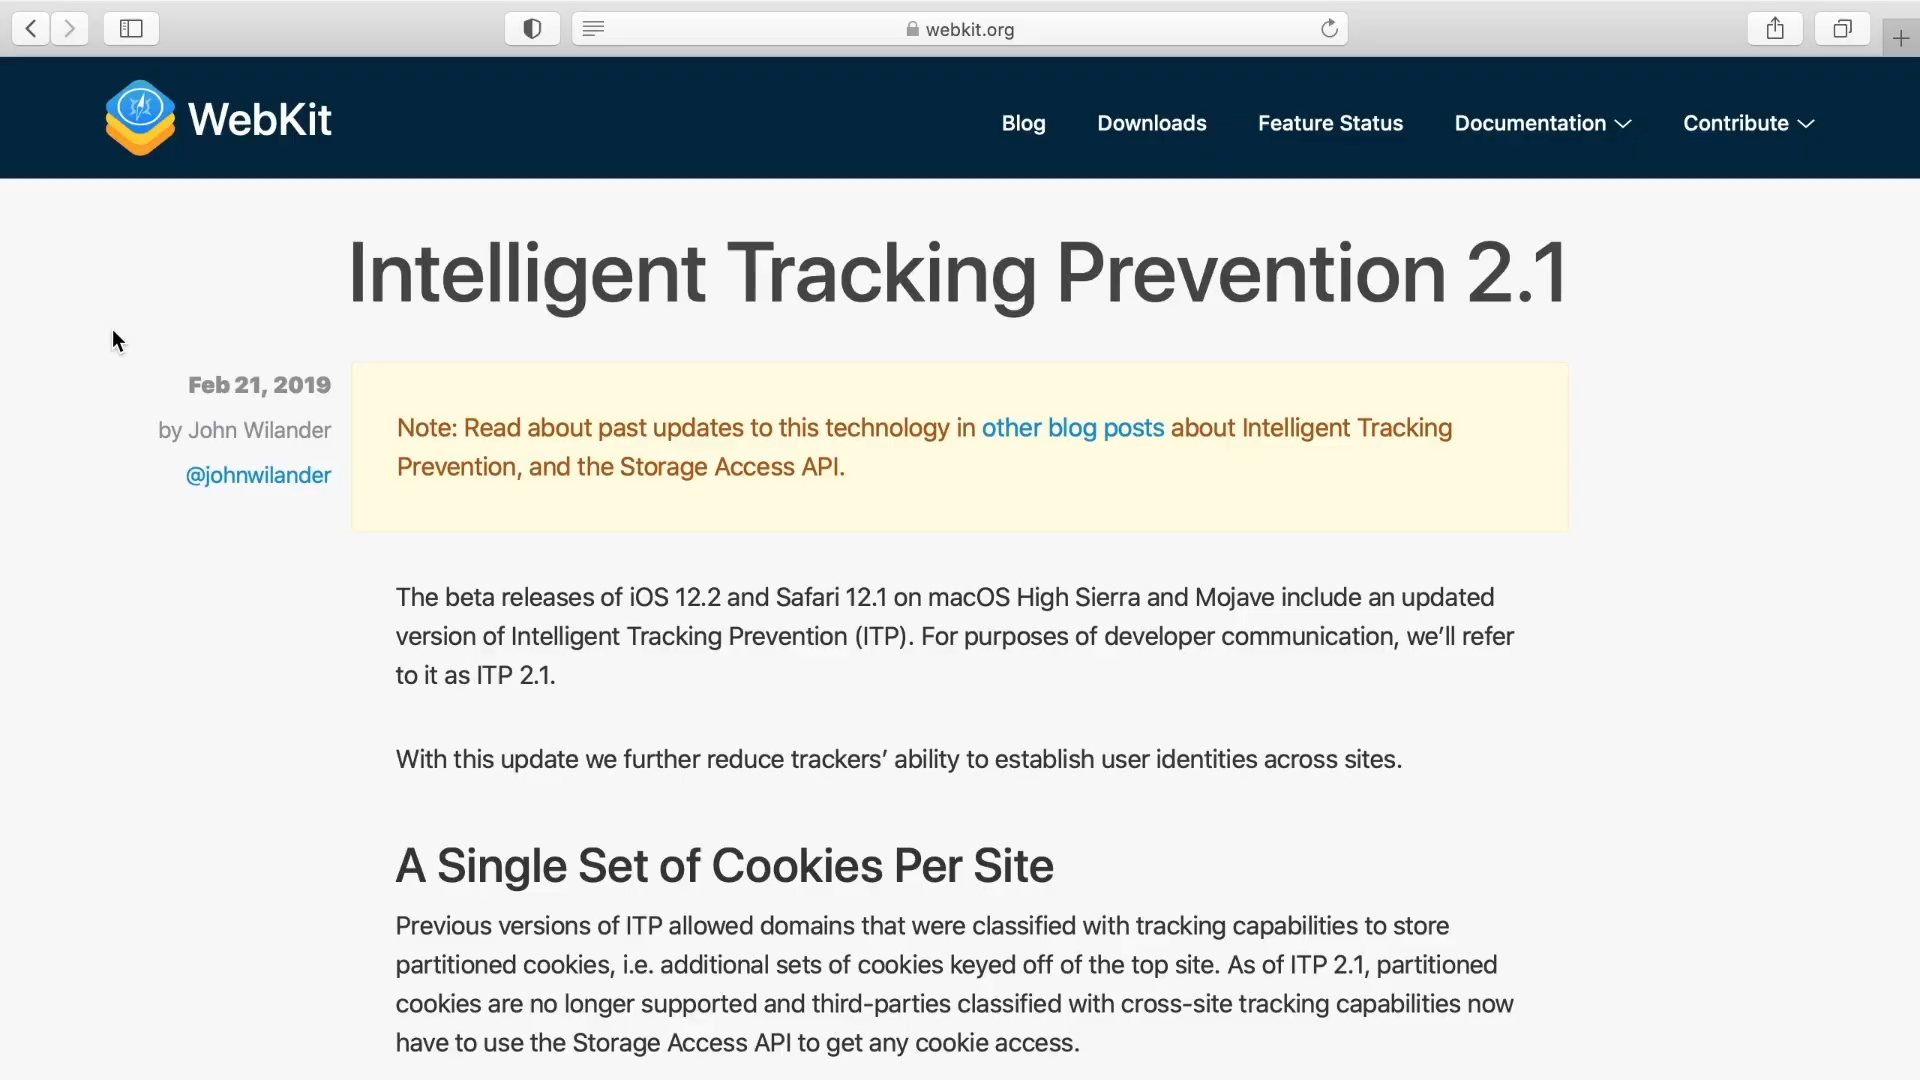 webkit.org
WebKit
Blog Downloads Feature Status Documentation Contribute
Intelligent Tracking Prevention 2.1
Feb 21, 2019
by John Wilander
@johnwilander
Note: Read about past updates to this technology in other blog posts about Intelligent Tracking
Prevention, and the Storage Access API.
The beta releases of iOS 12.2 and Safari 12.1 on macOS High Sierra and Mojave include an updated
version of Intelligent Tracking Prevention (ITP). For purposes of developer communication, we’ll refer
to it as ITP 2.1.
With this update we further reduce trackers’ ability to establish user identities across sites.
A Single Set of Cookies Per Site
Previous versions of ITP allowed domains that were classified with tracking capabilities to store
partitioned cookies, i.e. additional sets of cookies keyed off of the top site. As of ITP 2.1, partitioned
cookies are no longer supported and third-parties classified with cross-site tracking capabilities now
have to use the Storage Access API to get any cookie access.